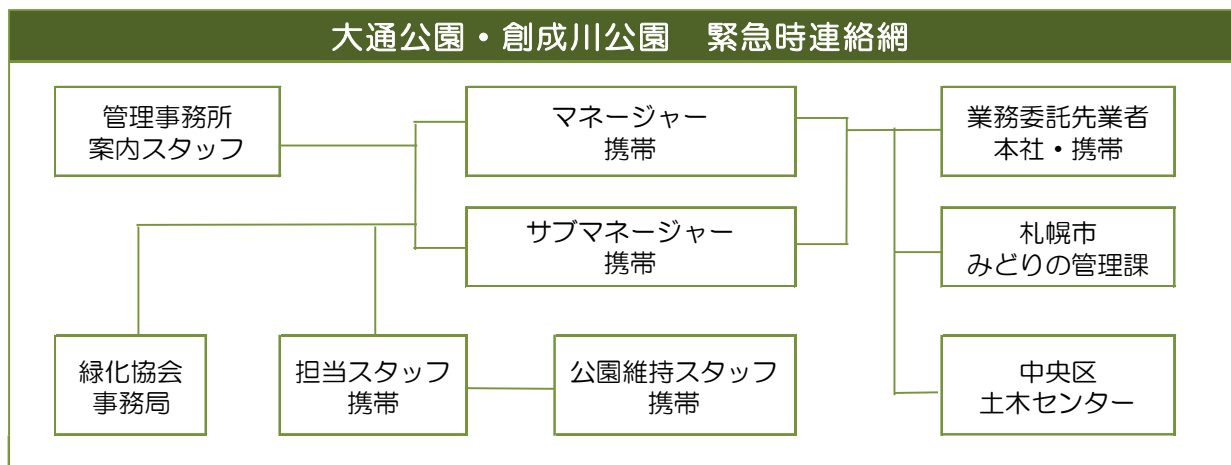 大通公園・創成川公園　緊急時連絡網
管理事務所
案内スタッフ
マネージャー
携帯
業務委託先業者
本社・携帯
サブマネージャー
携帯
札幌市
みどりの管理課
緑化協会
事務局
担当スタッフ
携帯
公園維持スタッフ
携帯
中央区
土木センター